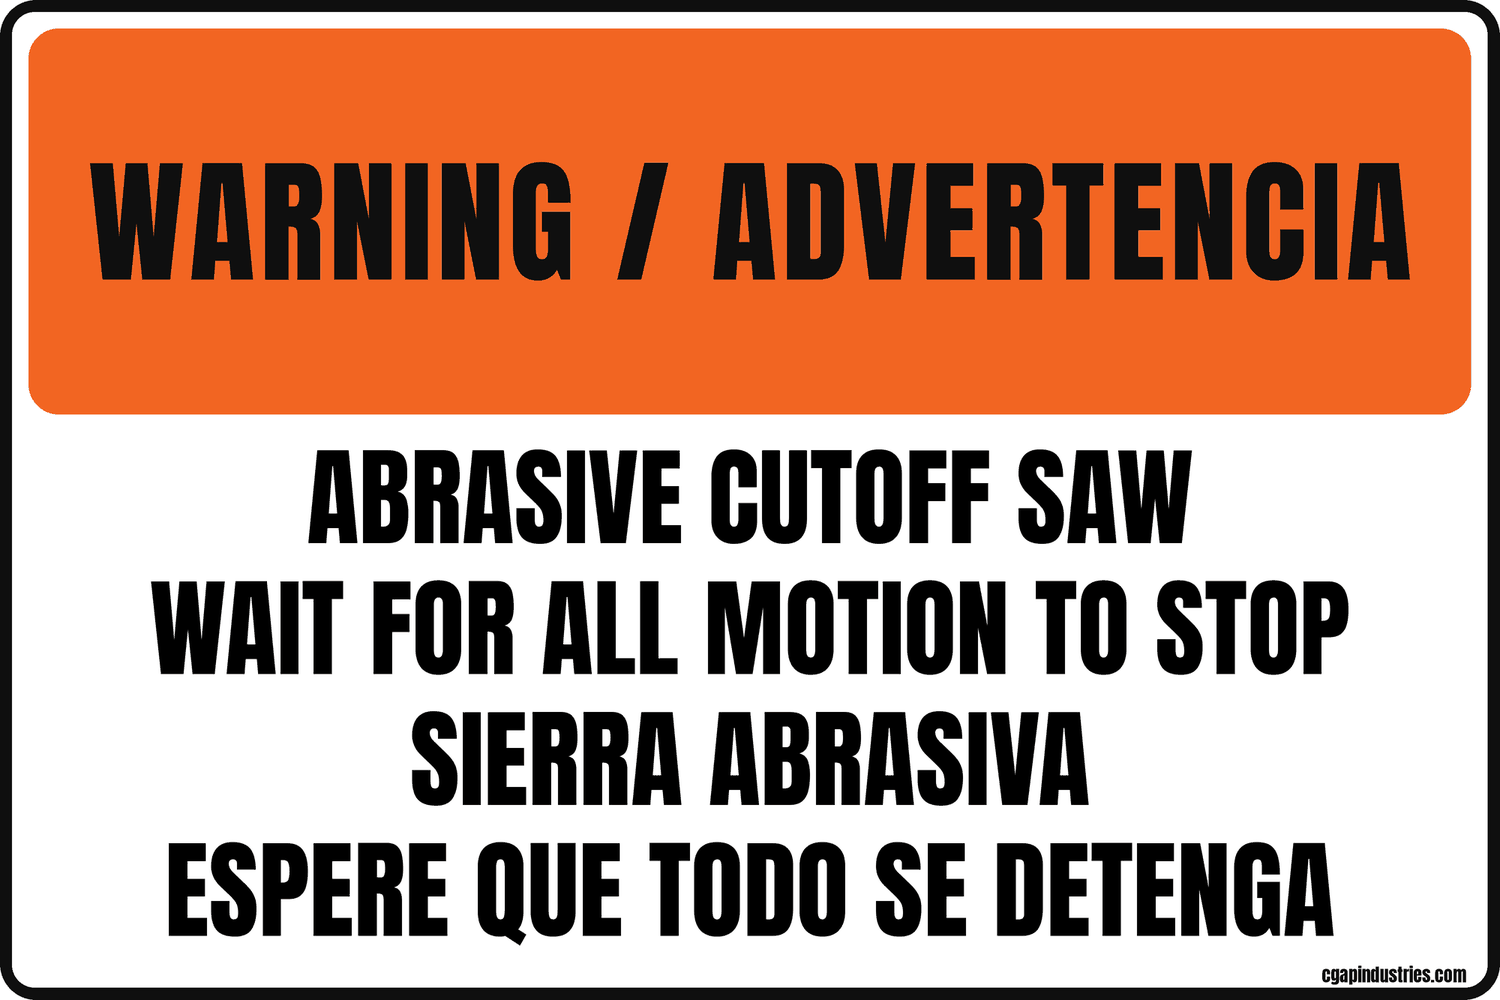 WARNING / ADVERTENCIA
ABRASIVE CUTOFF SAW
WAIT FOR ALL MOTION TO STOP
SIERRA ABRASIVA
ESPERE QUE TODO SE DETENGA
cgapindustries.com